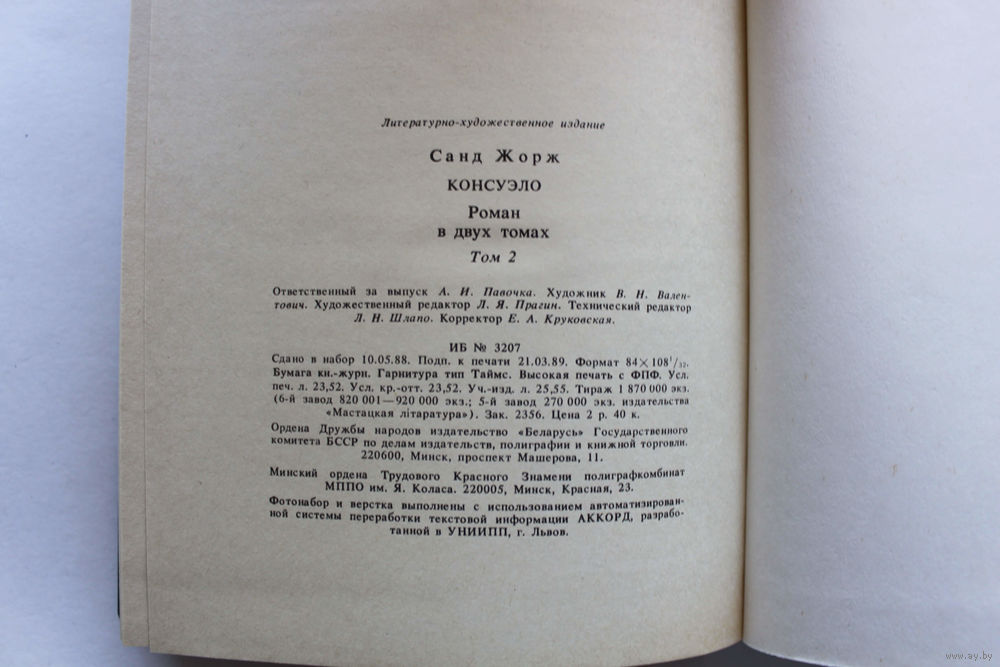 Литературно-художественное издание
Санд Жорж
КОНСУЭЛО
Роман
в двух томах
Том 2
Ответственный за выпуск А. И. Павочка. Художник В. Н. Вален-
тович. Художественный редактор Л. Я. Прагин. Технический редактор
Л. Н. Шлапо. Корректор Е. А. Круковская.
ИБ № 3207
Сдано в набор 10.05.88. Подп. к печати 21.03.89. Формат 84×108¹/₃₂.
Бумага кн.-журн. Гарнитура тип Таймс. Высокая печать с ФПФ. Усл.
печ. л. 23,52. Усл. кр.-отт. 23,52. Уч.-изд. л. 25,55. Тираж 1 870 000 экз.
(6-й завод 820 001—920 000 экз.; 5-й завод 270 000 экз. издательства
«Мастацкая літаратура»). Зак. 2356. Цена 2 р. 40 к.
Ордена Дружбы народов издательство «Беларусь» Государственного
комитета БССР по делам издательств, полиграфии и книжной торговли.
220600, Минск, проспект Машерова, 11.
Минский ордена Трудового Красного Знамени полиграфкомбинат
МППО им. Я. Коласа. 220005, Минск, Красная, 23.
Фотонабор и верстка выполнены с использованием автоматизирован-
ной системы переработки текстовой информации АККОРД, разрабо-
танной в УНИИПП, г. Львов.
www.ay.by